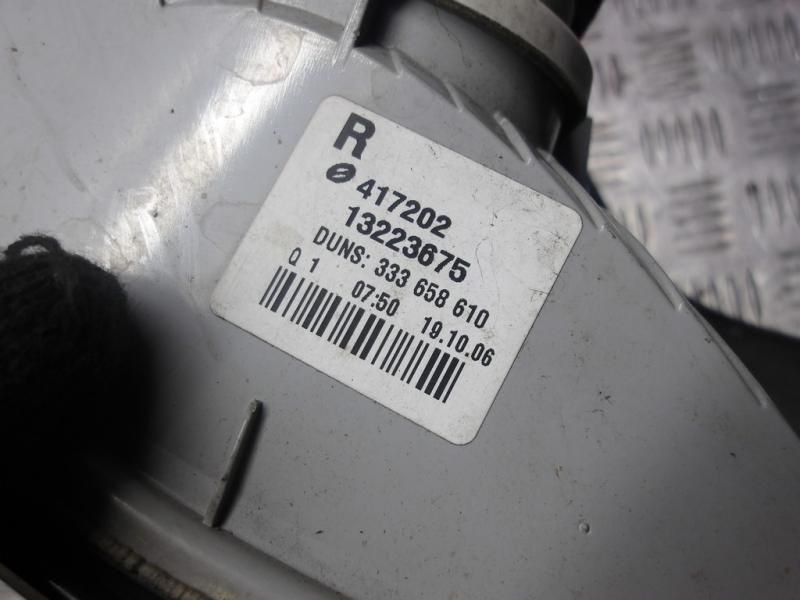 R
417202
13223675
DUNS: 333 658 610
Q 1 07:50 19.10.06